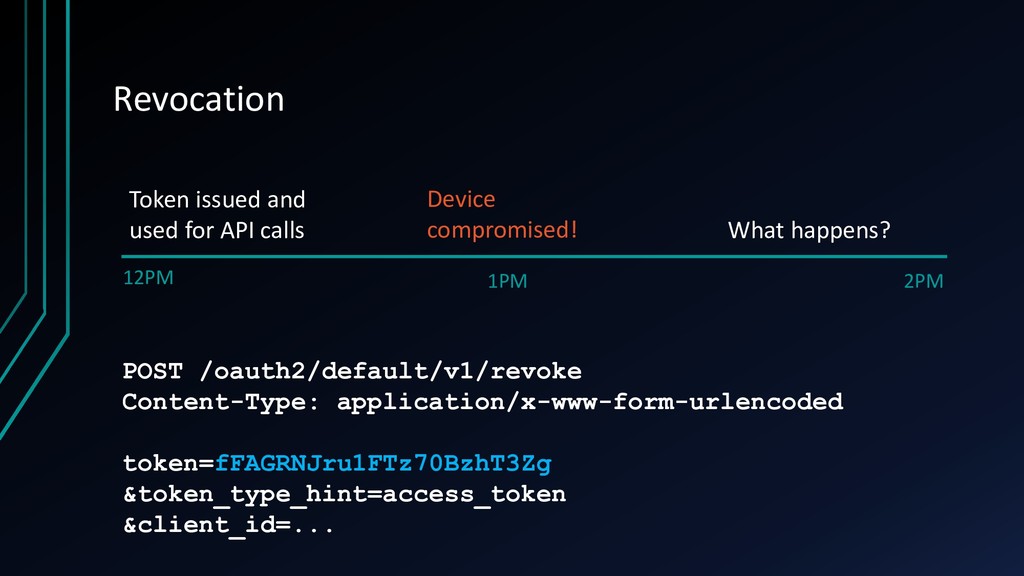 Revocation
Token issued and
used for API calls
Device
compromised!
What happens?
12PM
1PM
2PM
POST /oauth2/default/v1/revoke
Content-Type: application/x-www-form-urlencoded
token=fFAGRNJru1FTz70BzhT3Zg
&token_type_hint=access_token
&client_id=...